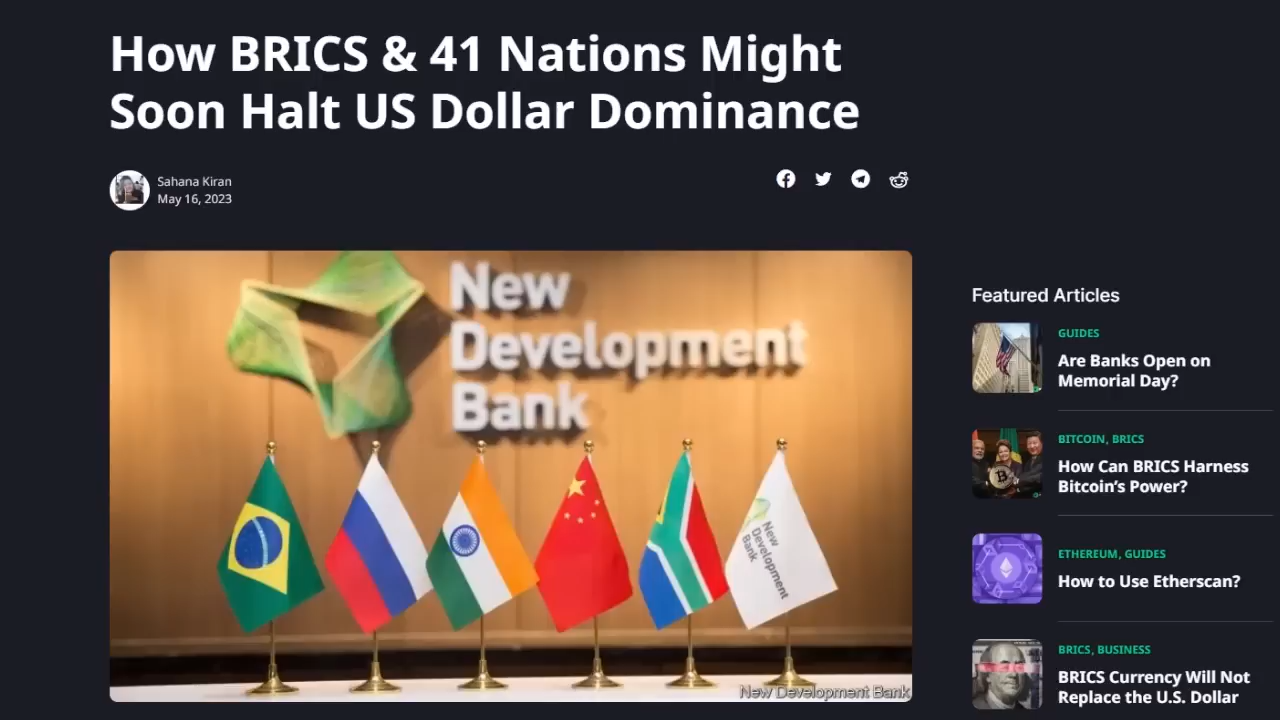 How BRICS & 41 Nations Might
Soon Halt US Dollar Dominance
Sahana Kiran
May 16, 2023
New
Development
Bank
New
Development
Bank
New Development Bank
Featured Articles
GUIDES
Are Banks Open on
Memorial Day?
BITCOIN, BRICS
How Can BRICS Harness
Bitcoin's Power?
ETHEREUM, GUIDES
How to Use Etherscan?
BRICS, BUSINESS
BRICS Currency Will Not
Replace the U.S. Dollar